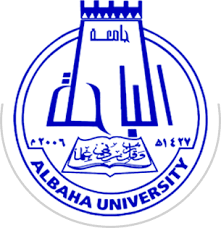 جامعة
الباحة
١٤٢٧هـ
٢٠٠٦م
وقل رب زدني علما
ALBAHA UNIVERSITY